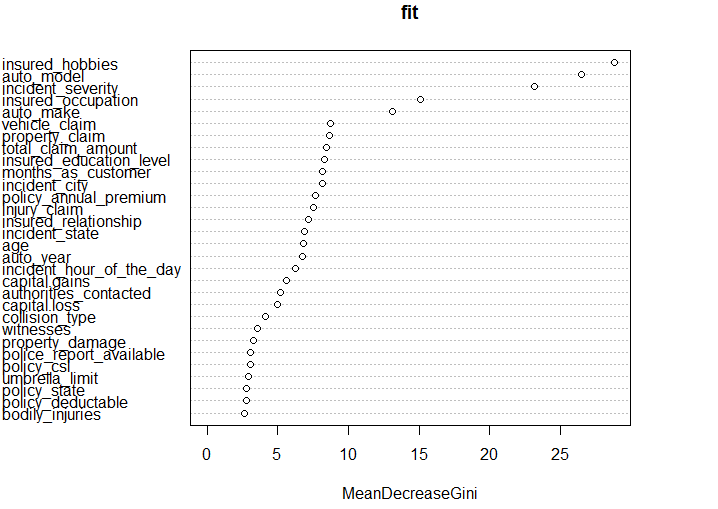 fit
insured_hobbies
auto_model
incident_severity
insured_occupation
auto_make
vehicle_claim
property_claim
total_claim_amount
insured_education_level
months_as_customer
incident_city
policy_annual_premium
Injury_claim
insured_relationship
incident_state
age
auto_year
incident_hour_of_the_day
capital.gains
authorities_contacted
capital.loss
collision_type
witnesses
property_damage
police_report_available
policy_csl
umbrella_limit
policy_state
policy_deductable
bodily_injuries
0 5 10 15 20 25
MeanDecreaseGini